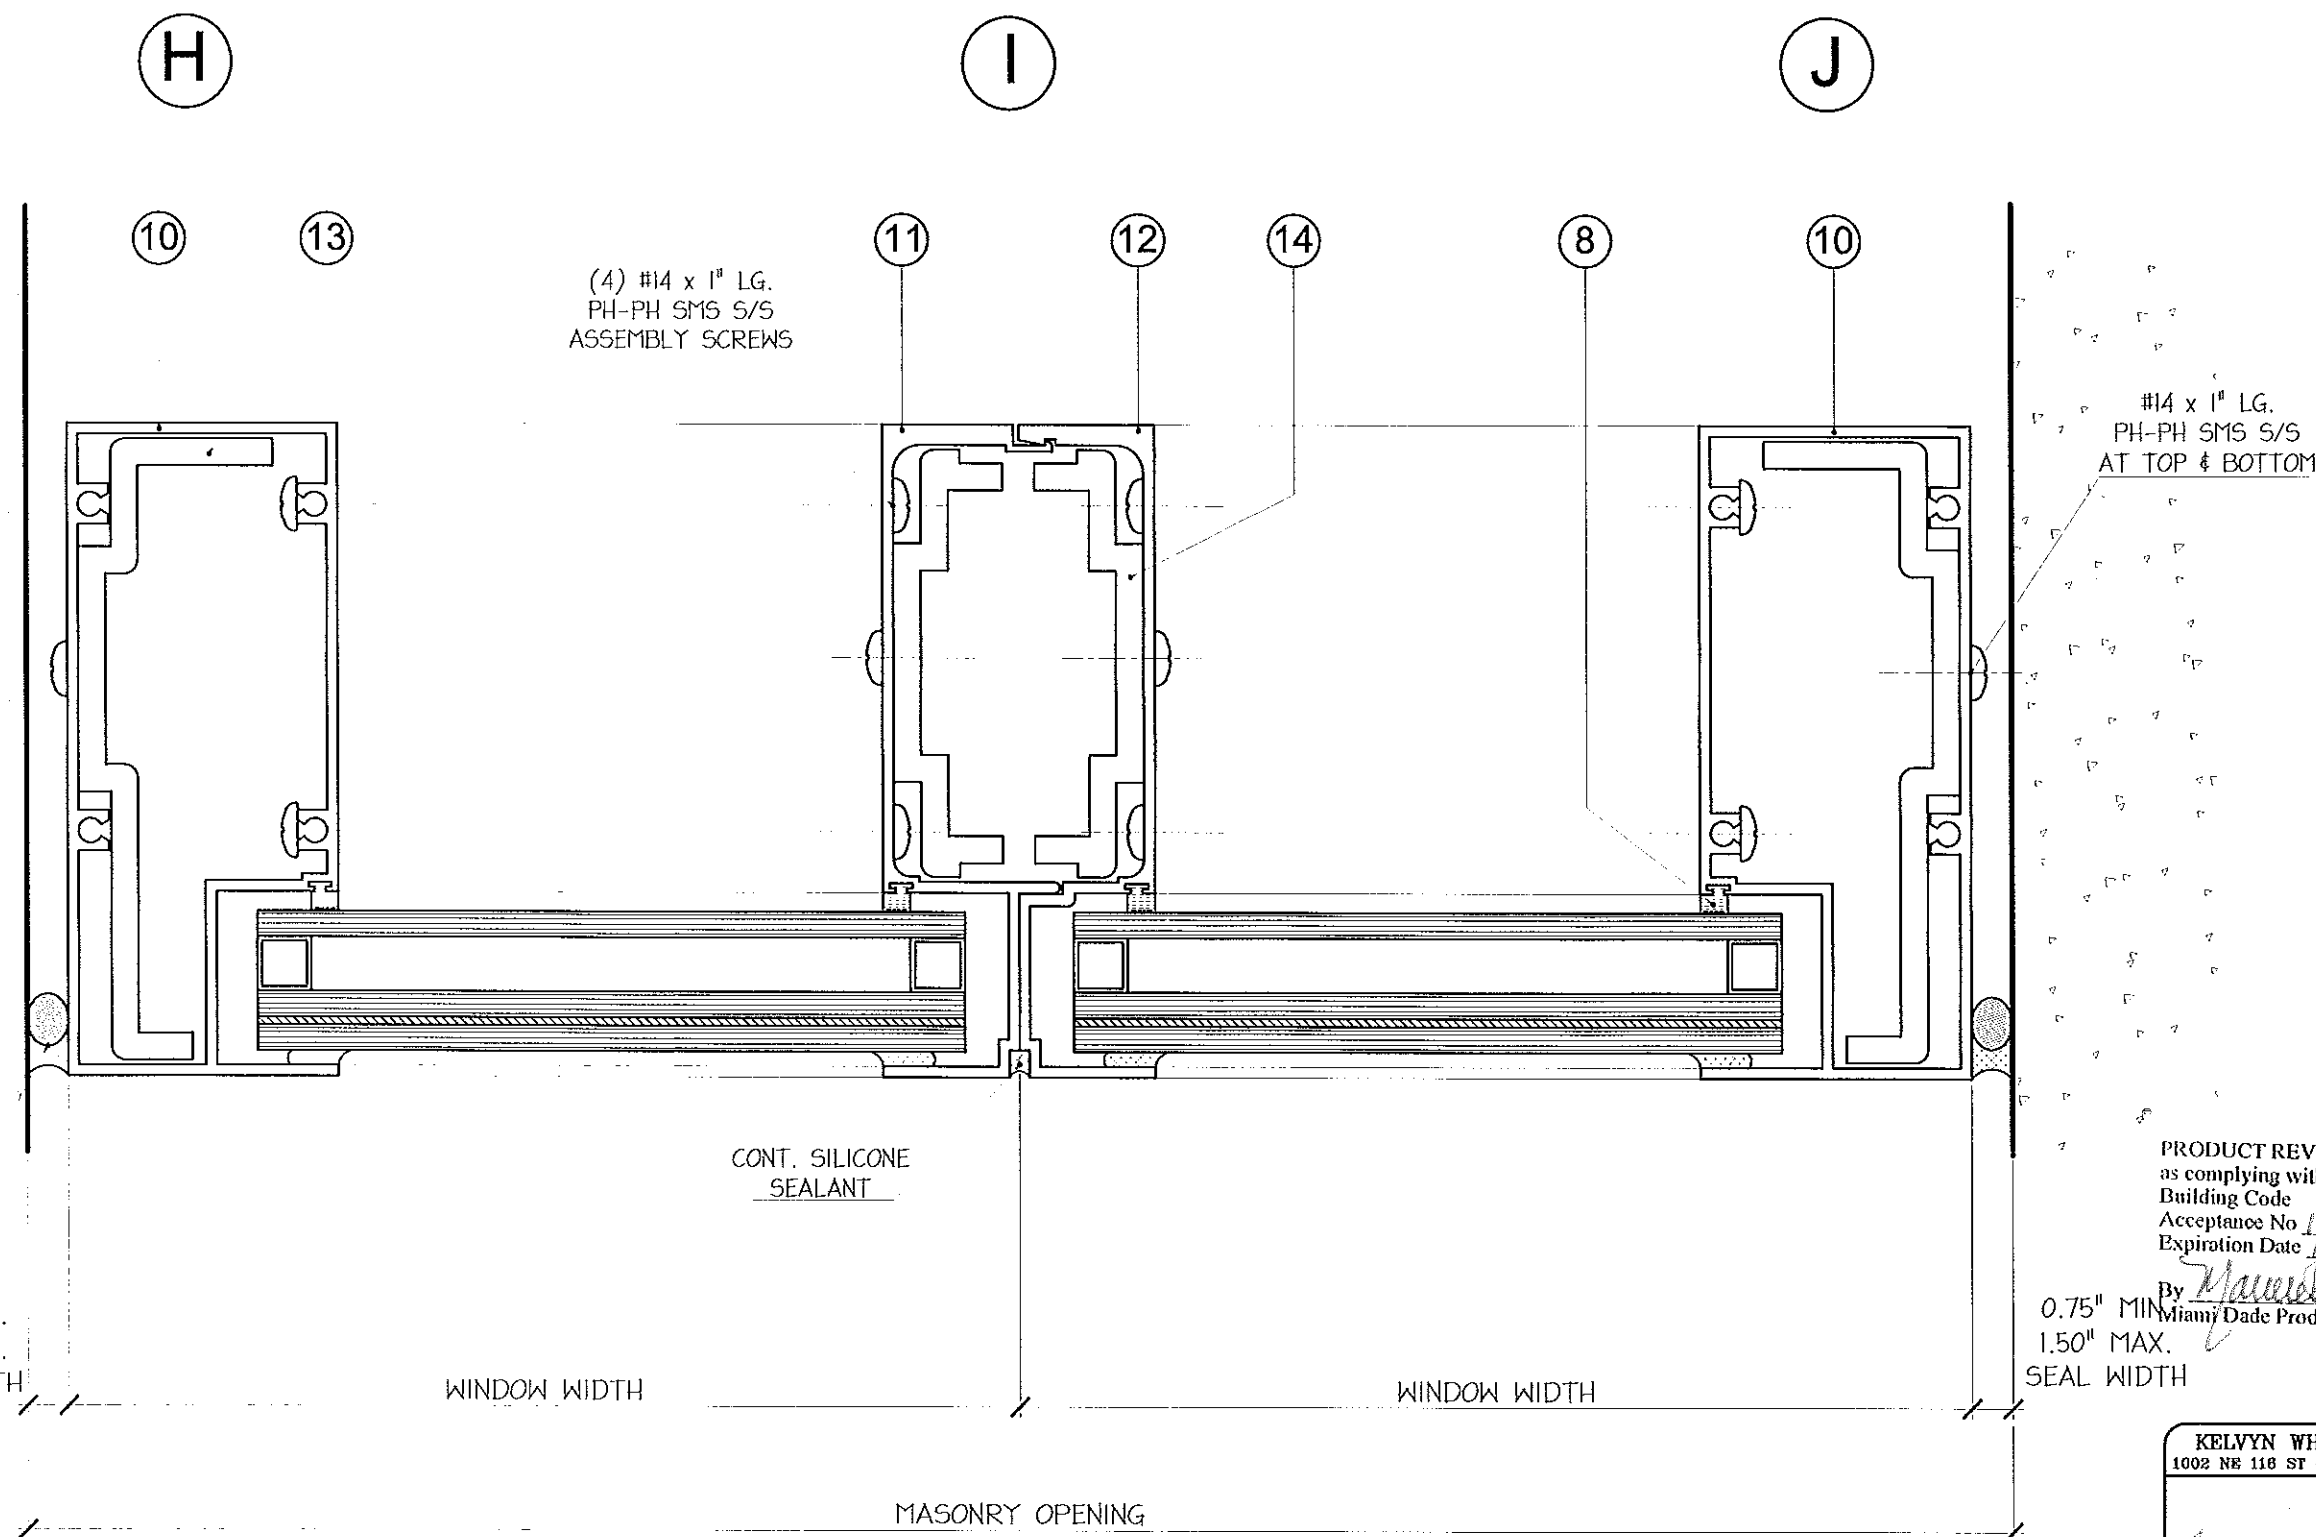 H
I
J
10
13
11
12
14
8
10
(4) #14 x 1" LG.
PH-PH SMS S/S
ASSEMBLY SCREWS
#14 x 1" LG.
PH-PH SMS S/S
AT TOP & BOTTOM
CONT. SILICONE
SEALANT
PRODUCT REV
as complying wit
Building Code
Acceptance No
Expiration Date
By
Miami Dade Prod
0.75" MIN
1.50" MAX.
SEAL WIDTH
TH
WINDOW WIDTH
WINDOW WIDTH
MASONRY OPENING
KELVYN WH
1002 NE 116 ST